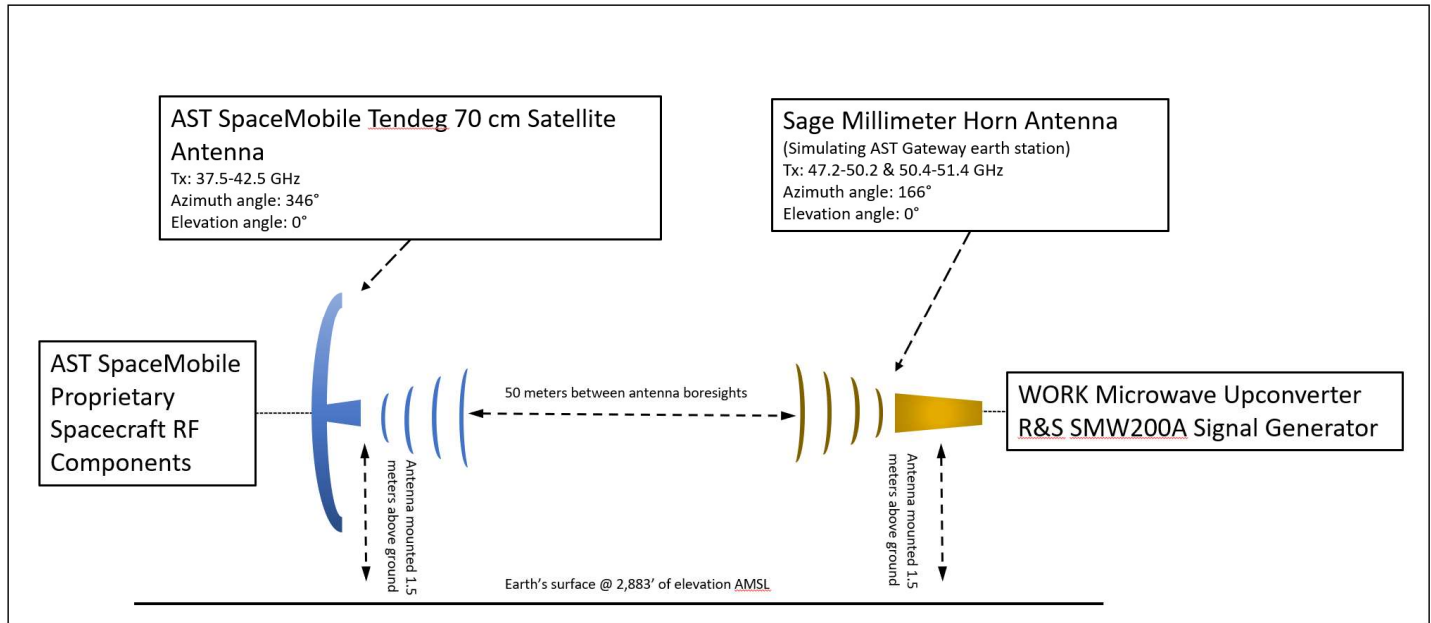 AST SpaceMobile Tendeg 70 cm Satellite
Antenna
Tx: 37.5-42.5 GHz
Azimuth angle: 346°
Elevation angle: 0°
Sage Millimeter Horn Antenna
(Simulating AST Gateway earth station)
Tx: 47.2-50.2 & 50.4-51.4 GHz
Azimuth angle: 166°
Elevation angle: 0°
AST SpaceMobile
Proprietary
Spacecraft RF
Components
50 meters between antenna boresights
WORK Microwave Upconverter
R&S SMW200A Signal Generator
Antenna mounted 1.5
meters above ground
Antenna mounted 1.5
meters above ground
Earth's surface @ 2,883' of elevation AMSL